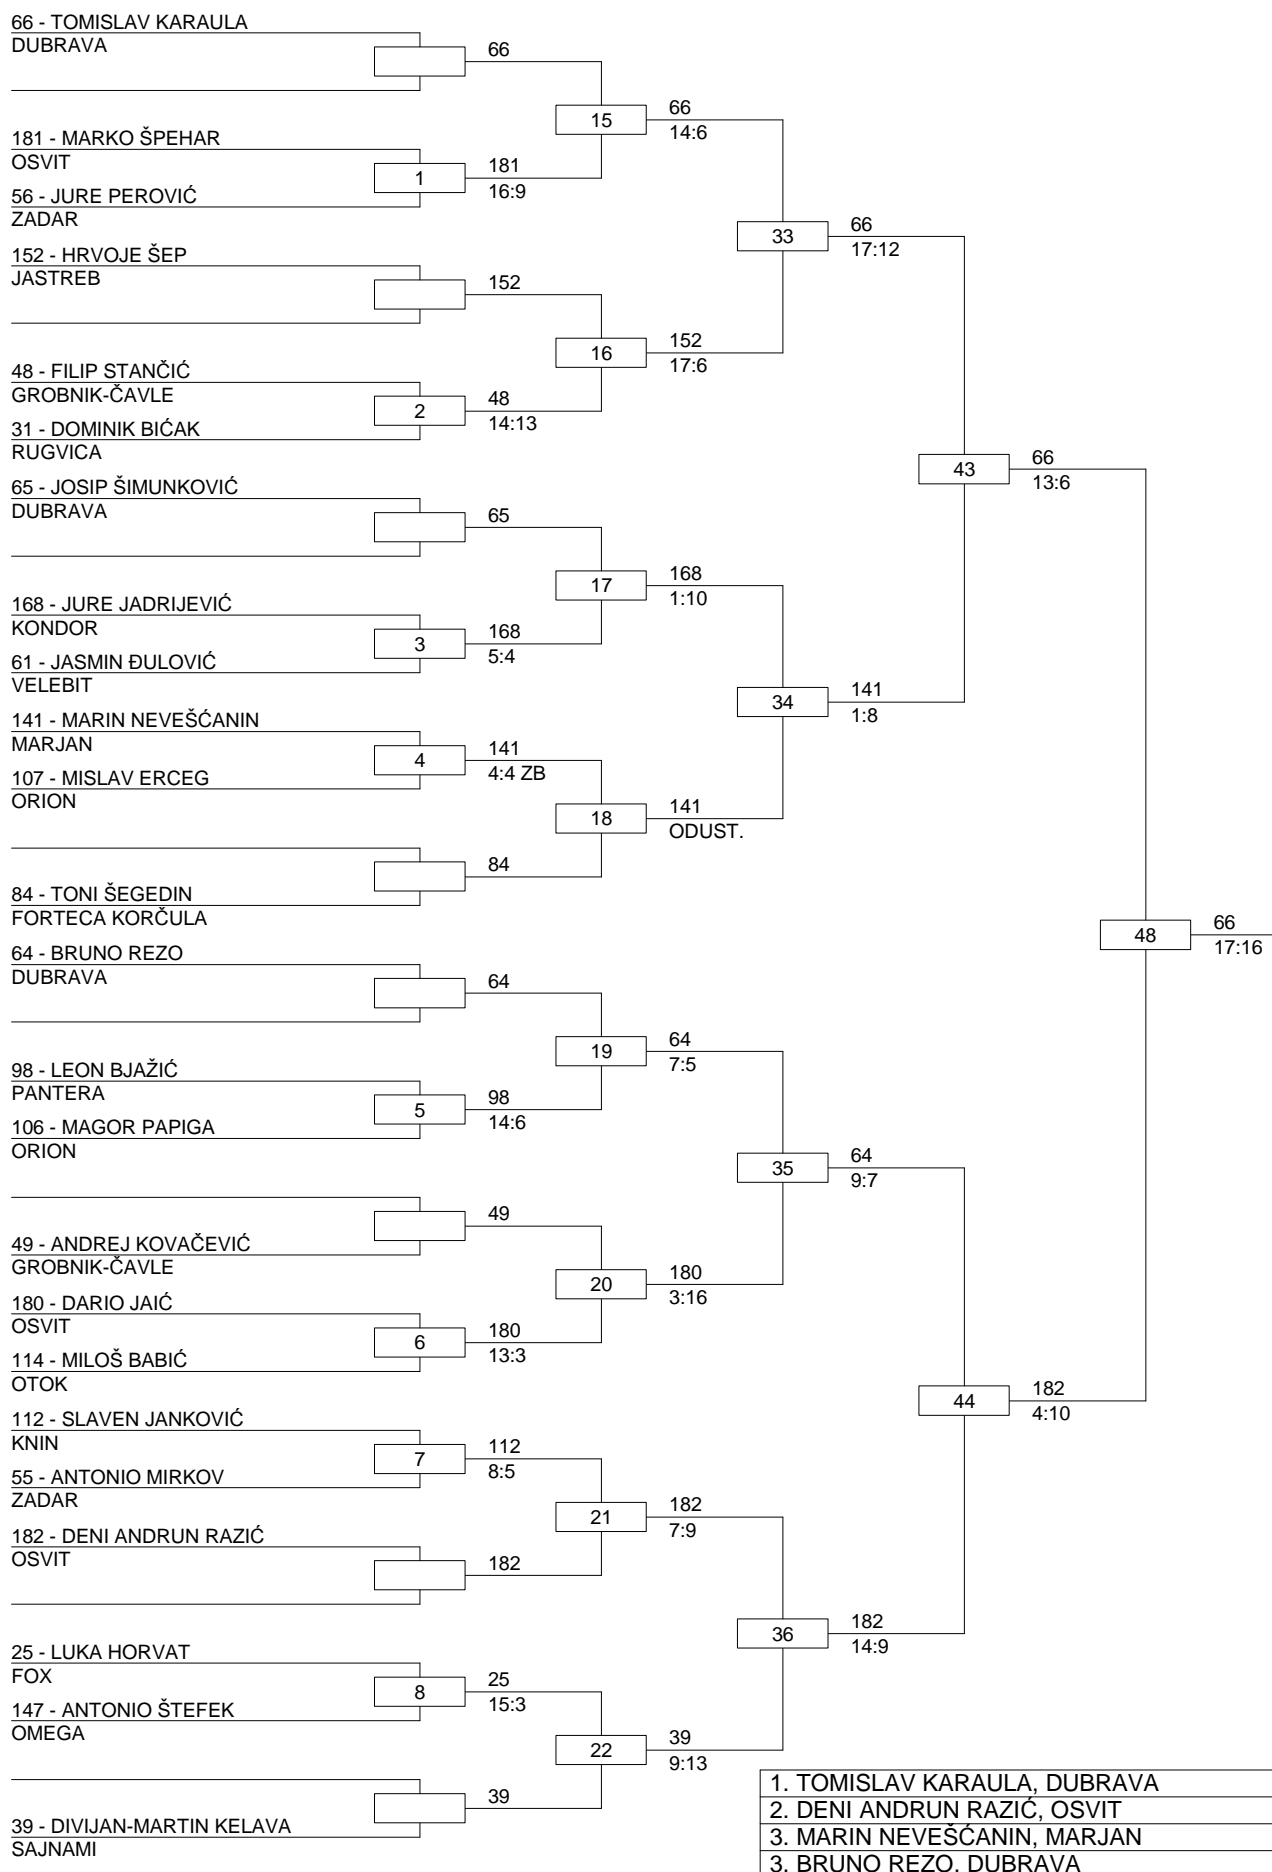 66 - TOMISLAV KARAULA
DUBRAVA
66
15
66
14:6
181 - MARKO ŠPEHAR
OSVIT
1
181
16:9
56 - JURE PEROVIĆ
ZADAR
33
66
17:12
152 - HRVOJE ŠEP
JASTREB
152
16
152
17:6
48 - FILIP STANČIĆ
GROBNIK-ČAVLE
2
48
14:13
31 - DOMINIK BIĆAK
RUGVICA
43
66
13:6
65 - JOSIP ŠIMUNKOVIĆ
DUBRAVA
65
17
168
1:10
168 - JURE JADRIJEVIĆ
KONDOR
3
168
5:4
61 - JASMIN ĐULOVIĆ
VELEBIT
34
141
1:8
141 - MARIN NEVEŠĆANIN
MARJAN
4
141
4:4 ZB
107 - MISLAV ERCEG
ORION
18
141
ODUST.
84
84 - TONI ŠEGEDIN
FORTECA KORČULA
48
66
17:16
64 - BRUNO REZO
DUBRAVA
64
19
64
7:5
98 - LEON BJAŽIĆ
PANTERA
5
98
14:6
106 - MAGOR PAPIGA
ORION
35
64
9:7
49
49 - ANDREJ KOVAČEVIĆ
GROBNIK-ČAVLE
20
180
3:16
180 - DARIO JAIĆ
OSVIT
6
180
13:3
114 - MILOŠ BABIĆ
OTOK
44
182
4:10
112 - SLAVEN JANKOVIĆ
KNIN
7
112
8:5
55 - ANTONIO MIRKOV
ZADAR
21
182
7:9
182 - DENI ANDRUN RAZIĆ
OSVIT
182
36
182
14:9
25 - LUKA HORVAT
FOX
8
25
15:3
147 - ANTONIO ŠTEFEK
OMEGA
22
39
9:13
39
39 - DIVIJAN-MARTIN KELAVA
SAJNAMI
1. TOMISLAV KARAULA, DUBRAVA
2. DENI ANDRUN RAZIĆ, OSVIT
3. MARIN NEVEŠĆANIN, MARJAN
3. BRUNO REZO, DUBRAVA